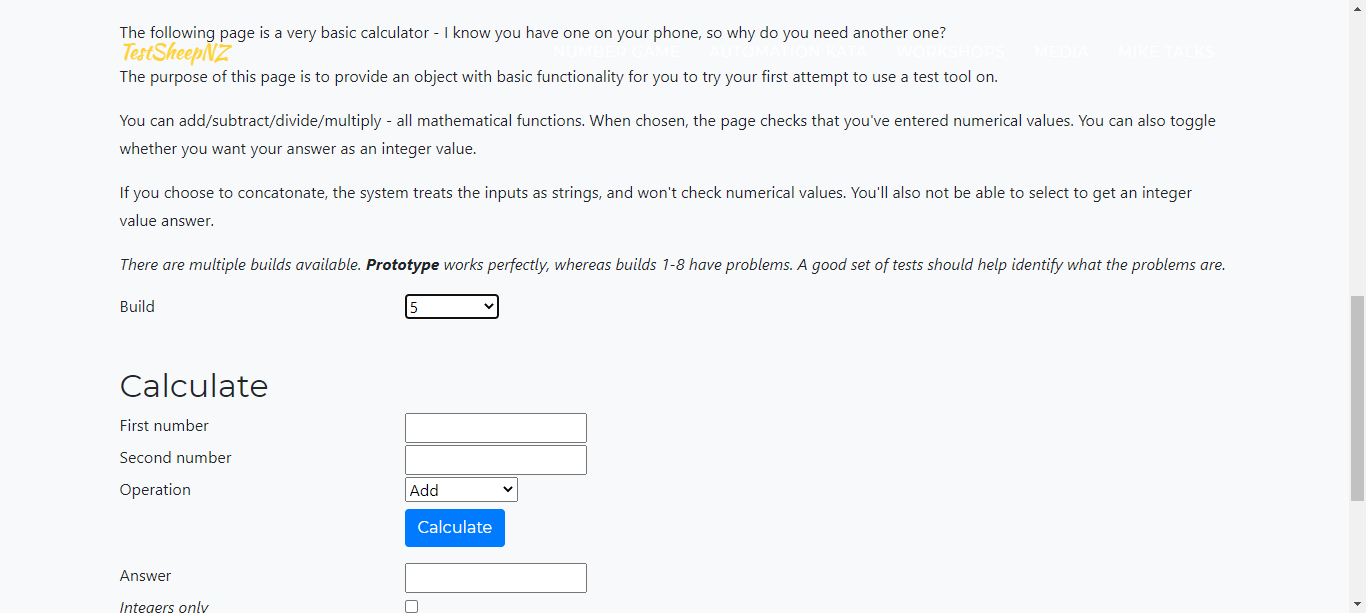 The following page is a very basic calculator - I know you have one on your phone, so why do you need another one?
TestSheepNZ NUMBER GAME AUTOMATION DATA WORKSHOPS MEDIA MIKE TALKS
The purpose of this page is to provide an object with basic functionality for you to try your first attempt to use a test tool on.
You can add/subtract/divide/multiply - all mathematical functions. When chosen, the page checks that you've entered numerical values. You can also toggle
whether you want your answer as an integer value.
If you choose to concatonate, the system treats the inputs as strings, and won't check numerical values. You'll also not be able to select to get an integer
value answer.
There are multiple builds available. Prototype works perfectly, whereas builds 1-8 have problems. A good set of tests should help identify what the problems are.
Build 5
Calculate
First number
Second number
Operation Add
Calculate
Answer
Integers only